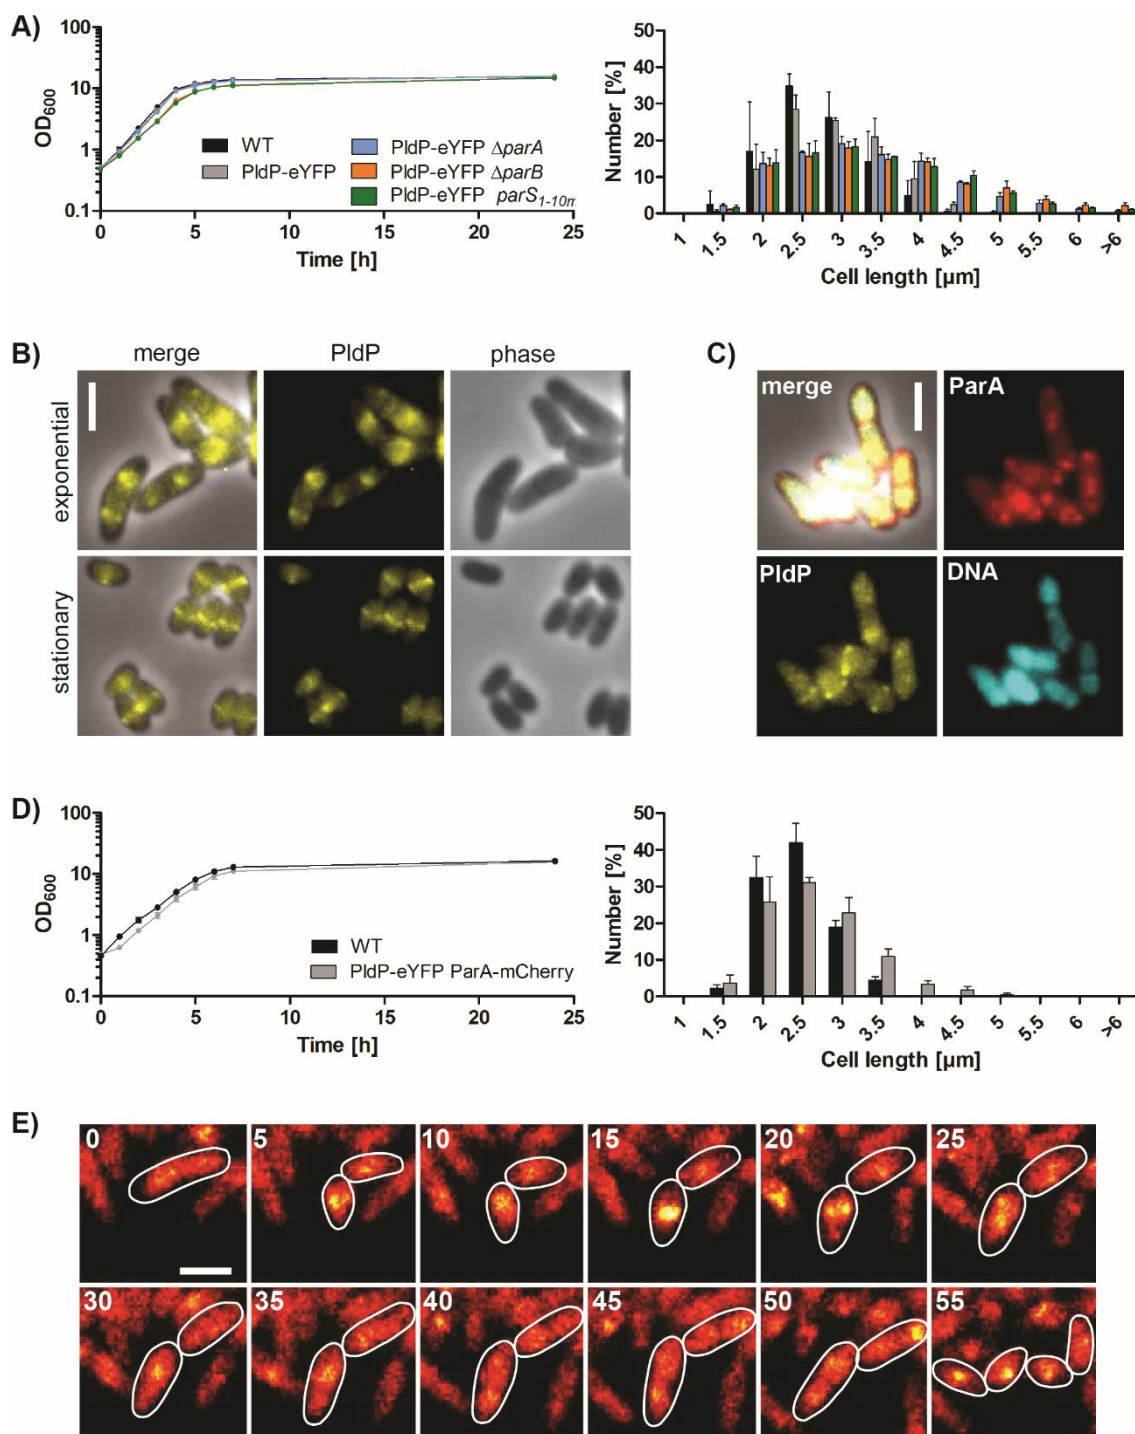 A)
100
10
1
0.1
OD600
0 5 10 15 20 25
Time [h]
WT
PldP-eYFP
PldP-eYFP ΔparA
PldP-eYFP ΔparB
PldP-eYFP parS1-10m
50
40
30
20
10
0
Number [%]
1 1.5 2 2.5 3 3.5 4 4.5 5 5.5 6 >6
Cell length [µm]
B)
merge PldP phase
exponential
stationary
C)
merge
ParA
PldP
DNA
D)
100
10
1
0.1
OD600
0 5 10 15 20 25
Time [h]
WT
PldP-eYFP ParA-mCherry
50
40
30
20
10
0
Number [%]
1 1.5 2 2.5 3 3.5 4 4.5 5 5.5 6 >6
Cell length [µm]
E)
0 5 10 15 20 25
30 35 40 45 50 55